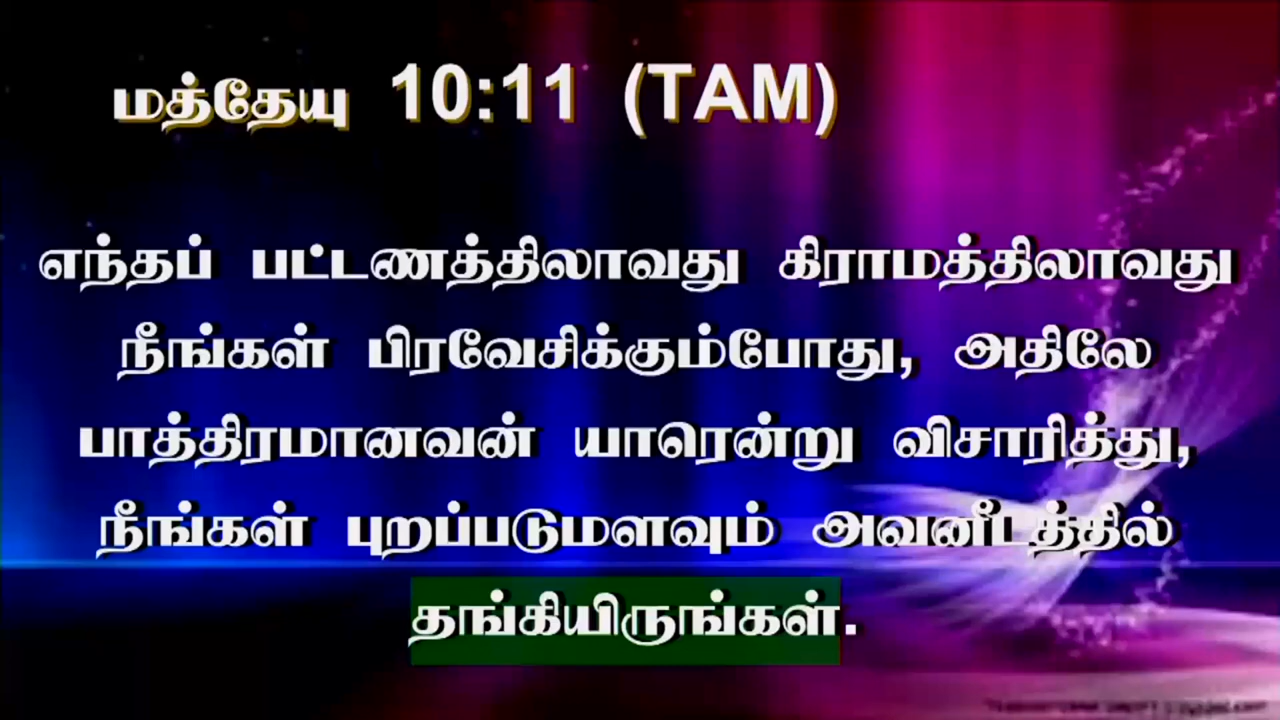 மத்தேயு 10:11 (TAM)
எந்தப் பட்டணத்திலாவது கிராமத்திலாவது
நீங்கள் பிரவேசிக்கும்போது, அதிலே
பாத்திரமானவன் யாரென்று விசாரித்து,
நீங்கள் புறப்படுமளவும் அவனிடத்தில்
தங்கியிருங்கள்.